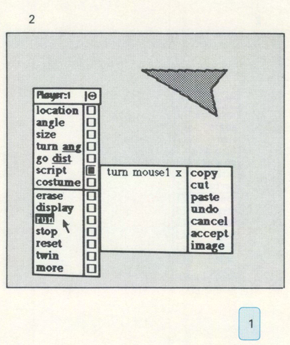 2
Player:1
location
angle
size
turn ang
go dist
script
costume
erase
display
run
stop
reset
twin
more
turn mouse1 x
copy
cut
paste
undo
cancel
accept
image
1